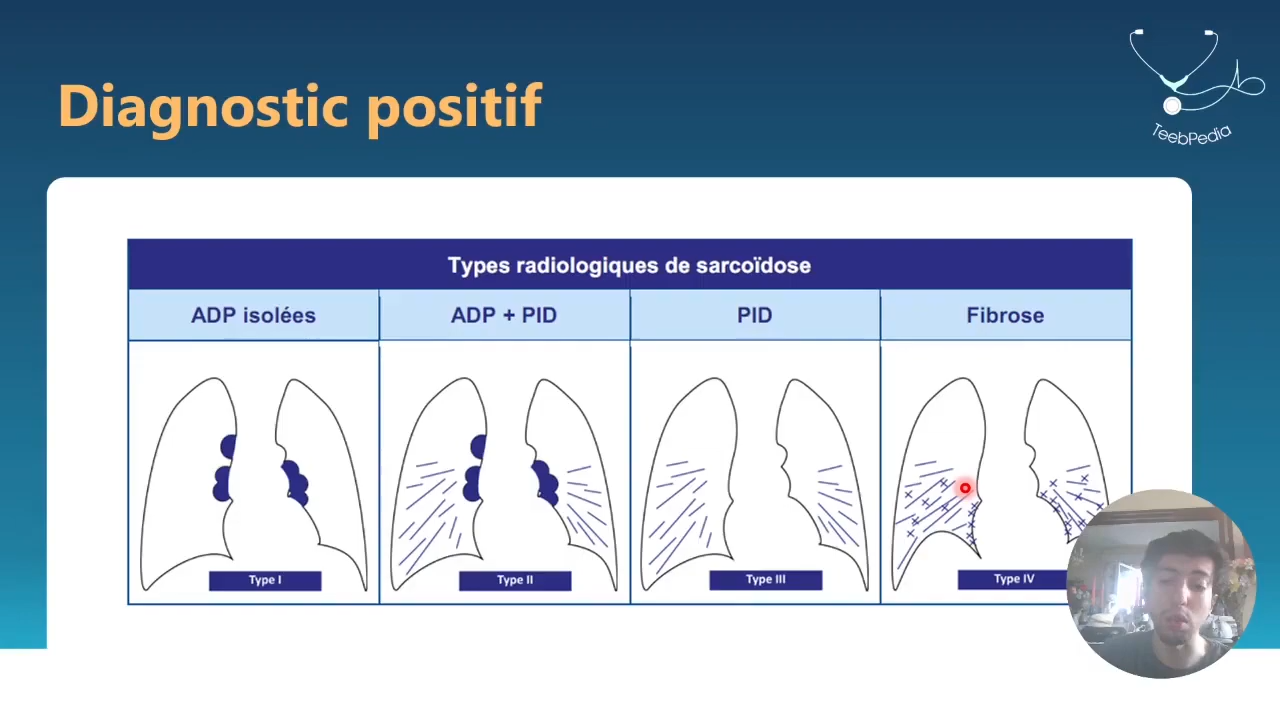 Diagnostic positif
TeebPedia
Types radiologiques de sarcoïdose
ADP isolées
ADP + PID
PID
Fibrose
Type I
Type II
Type III
Type IV